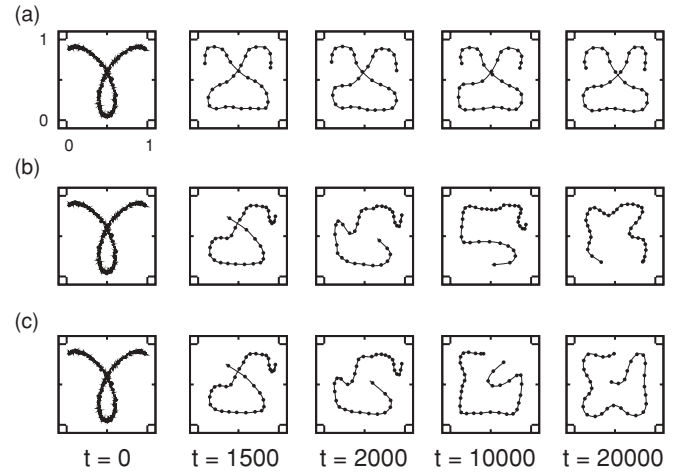 (a)
1
0
0 1
(b)
(c)
t = 0 t = 1500 t = 2000 t = 10000 t = 20000